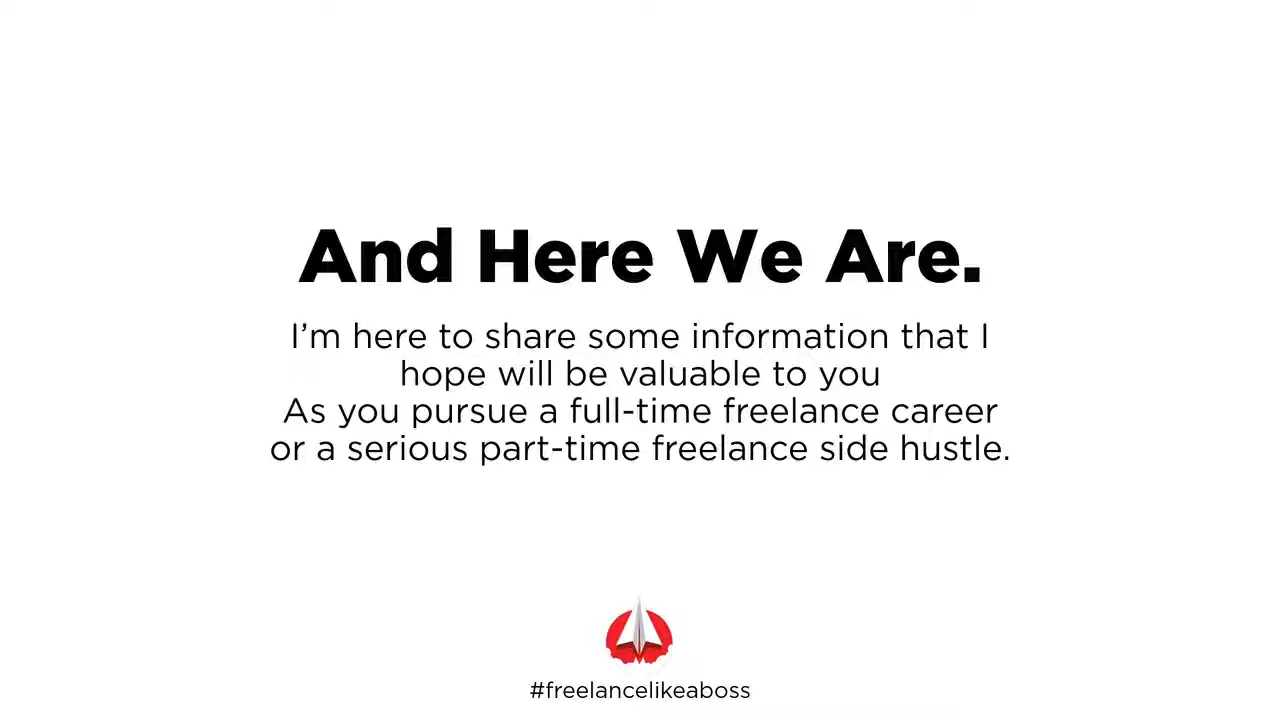 And Here We Are.
I’m here to share some information that I
hope will be valuable to you
As you pursue a full-time freelance career
or a serious part-time freelance side hustle.
#freelancelikeaboss